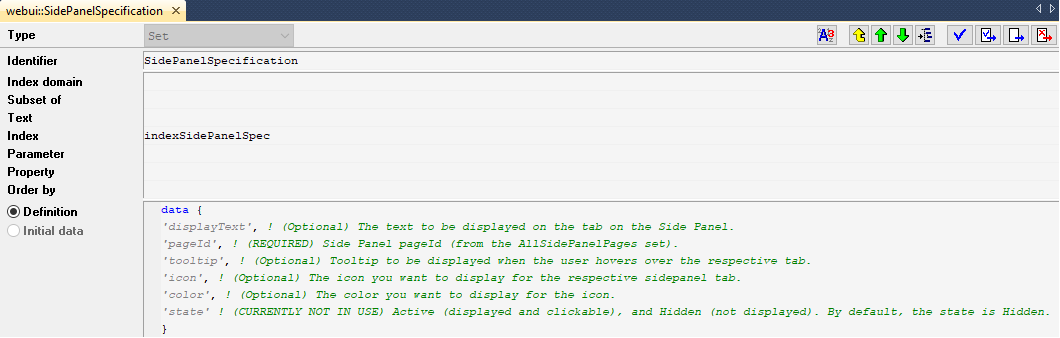 webui::SidePanelSpecification
Type Set
Identifier SidePanelSpecification
Index domain
Subset of
Text
Index indexSidePanelSpec
Parameter
Property
Order by
Definition data {
Initial data 'displayText', ! (Optional) The text to be displayed on the tab on the Side Panel.
'pageId', ! (REQUIRED) Side Panel pageId (from the AllSidePanelPages set).
'tooltip', ! (Optional) Tooltip to be displayed when the user hovers over the respective tab.
'icon', ! (Optional) The icon you want to display for the respective sidepanel tab.
'color', ! (Optional) The color you want to display for the icon.
'state' ! (CURRENTLY NOT IN USE) Active (displayed and clickable), and Hidden (not displayed). By default, the state is Hidden.
}